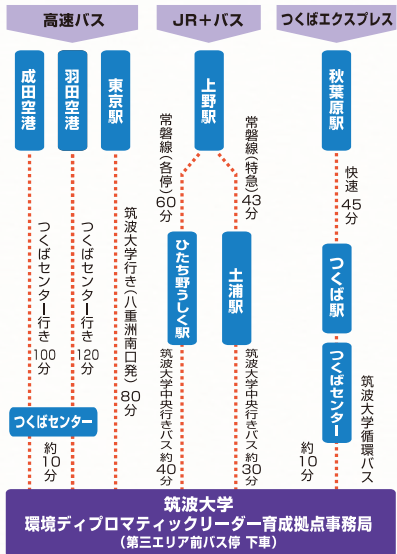 高速バス
JR＋バス
つくばエクスプレス
成田空港
羽田空港
東京駅
上野駅
秋葉原駅
つくばセンター行き
100分
つくばセンター行き
120分
筑波大学行き（八重洲南口発）
80分
常磐線（各停）
60分
常磐線（特急）
43分
快速
45分
ひたち野うしく駅
土浦駅
つくば駅
つくばセンター
つくばセンター
約10分
筑波大学中央行きバス
約40分
筑波大学中央行きバス
約30分
約10分
筑波大学循環バス
筑波大学
環境ディプロマティックリーダー育成拠点事務局
（第三エリア前バス停 下車）